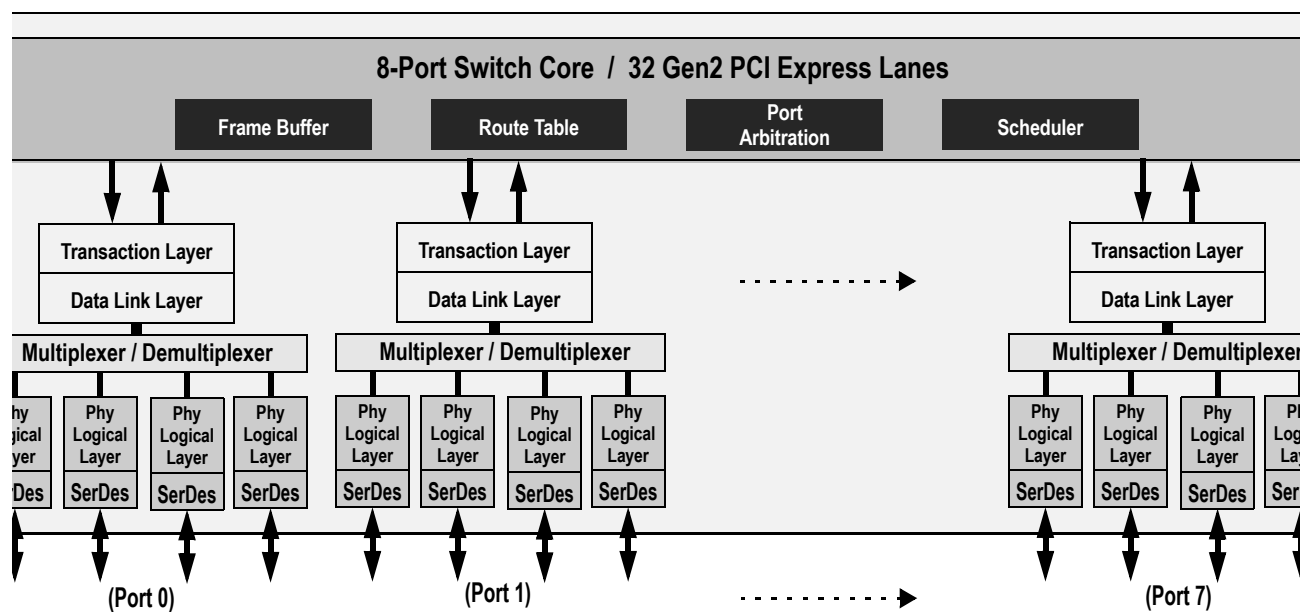 8-Port Switch Core / 32 Gen2 PCI Express Lanes
Frame Buffer
Route Table
Port
Arbitration
Scheduler
Transaction Layer
Data Link Layer
Multiplexer / Demultiplexer
Transaction Layer
Data Link Layer
Multiplexer / Demultiplexer
Transaction Layer
Data Link Layer
Multiplexer / Demultiplexer
Phy
Logical
Layer
SerDes
Phy
Logical
Layer
SerDes
Phy
Logical
Layer
SerDes
Phy
Logical
Layer
SerDes
Phy
Logical
Layer
SerDes
Phy
Logical
Layer
SerDes
Phy
Logical
Layer
SerDes
Phy
Logical
Layer
SerDes
Phy
Logical
Layer
SerDes
Phy
Logical
Layer
SerDes
(Port 0)
(Port 1)
(Port 7)